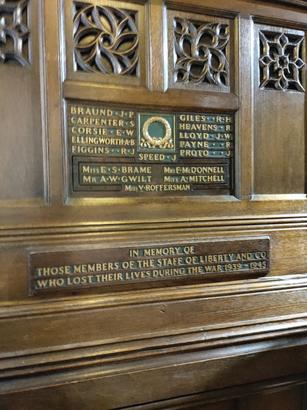 BRAUND · J·P
CARPENTER · S
CORSIE · E·W
ELLINGWORTH·A·B
FIGGINS · R·J
GILES · R·H
HEAVENS · R
LLOYD · J·W
PAYNE · R
PROTO · J
SPEED · J
MISS E·S·BRAME
MR A·W·GWILT
MRS E·M·DONNELL
MISS A·MITCHELL
MISS V·ROFFERSMAN
IN MEMORY OF
THOSE MEMBERS OF THE STAFF OF LIBERTY AND CO
WHO LOST THEIR LIVES DURING THE WAR 1939 - 1945